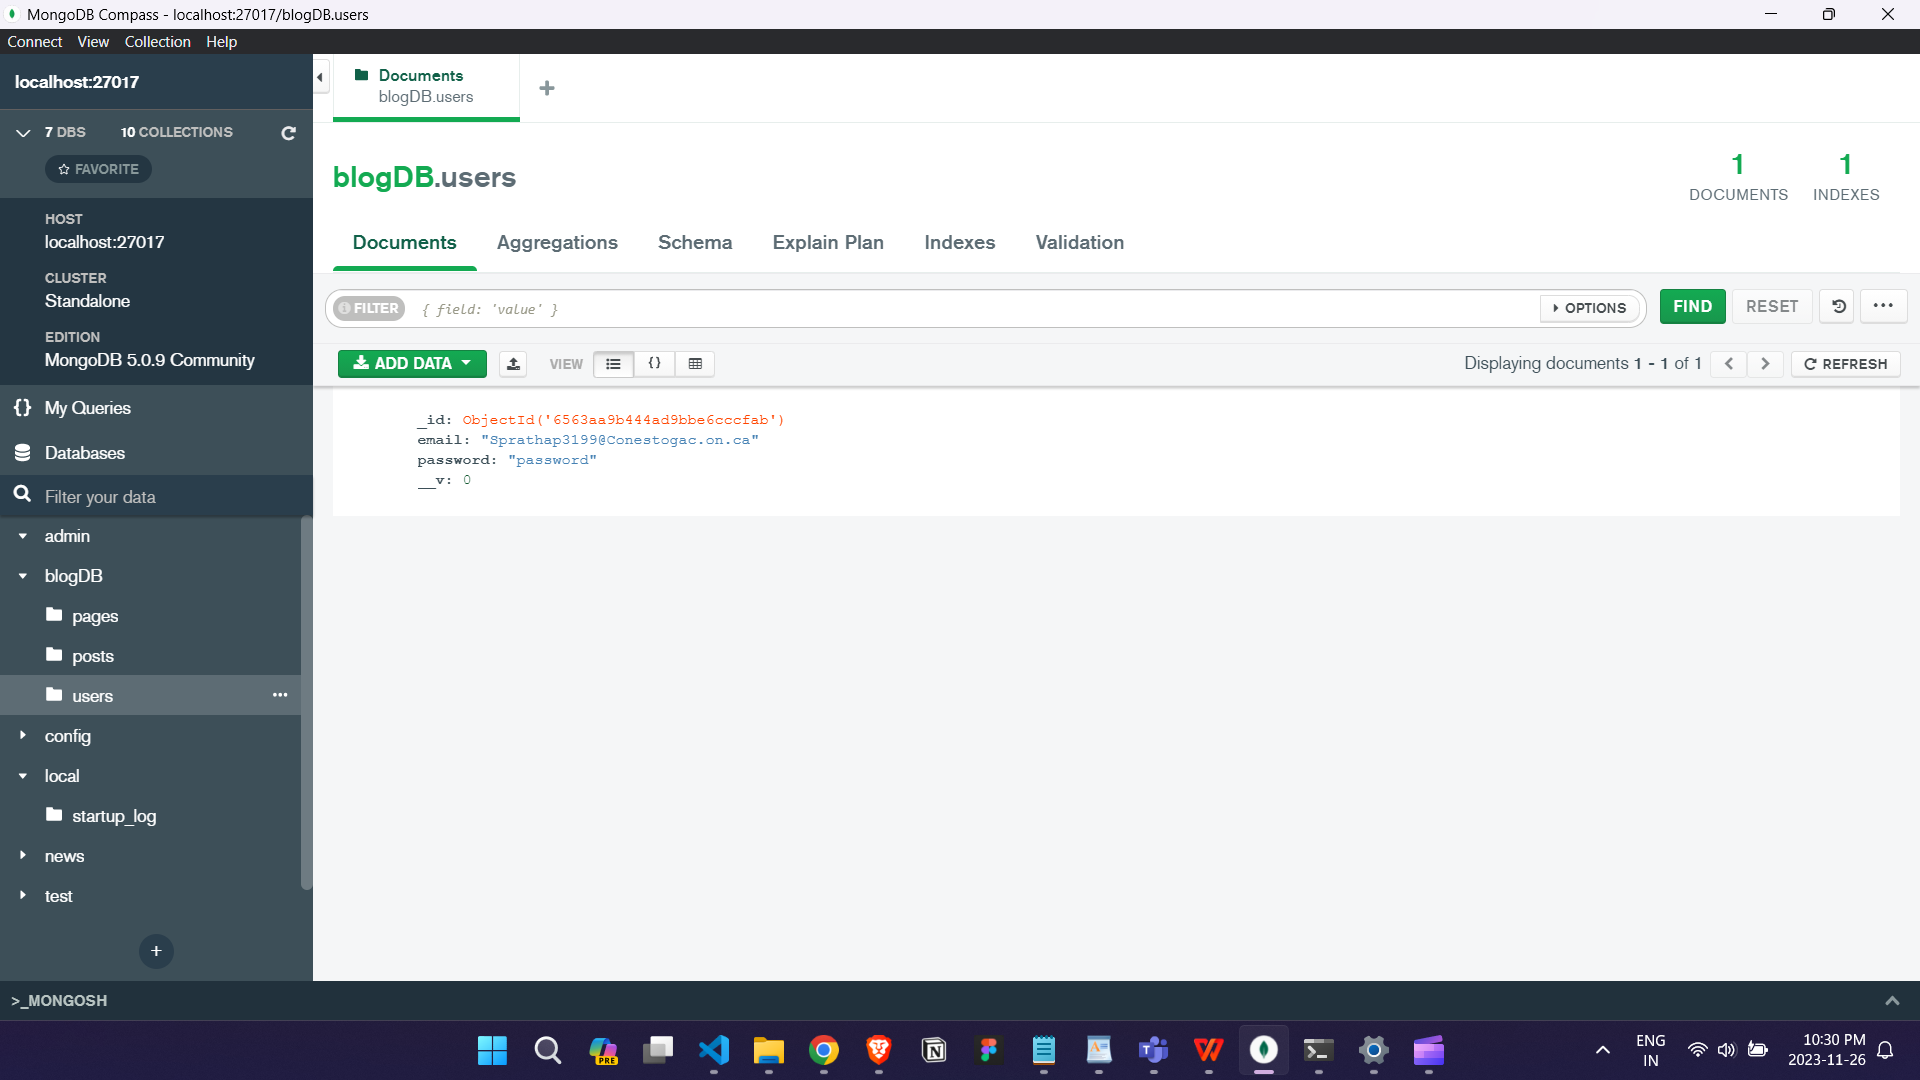 MongoDB Compass - localhost:27017/blogDB.users
Connect View Collection Help
localhost:27017
7 DBS 10 COLLECTIONS
FAVORITE
HOST
localhost:27017
CLUSTER
Standalone
EDITION
MongoDB 5.0.9 Community
{} My Queries
Databases
Filter your data
admin
blogDB
pages
posts
users
config
local
startup_log
news
test
+
Documents
blogDB.users
+
blogDB.users
1 DOCUMENTS
1 INDEXES
Documents Aggregations Schema Explain Plan Indexes Validation
FILTER { field: 'value' } OPTIONS FIND RESET
ADD DATA VIEW {} Displaying documents 1 - 1 of 1 REFRESH
_id: ObjectId('6563aa9b444ad9bbe6cccfab')
email: "Sprathap3199@Conestogac.on.ca"
password: "password"
__v: 0
>_MONGOSH
PRE
ENG
IN
10:30 PM
2023-11-26